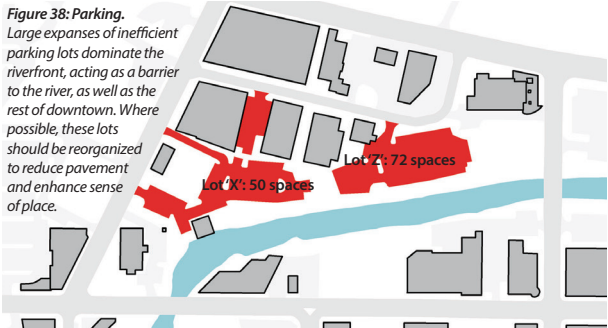 Figure 38: Parking.
Large expanses of inefficient
parking lots dominate the
riverfront, acting as a barrier
to the river, as well as the
rest of downtown. Where
possible, these lots
should be reorganized
to reduce pavement
and enhance sense
of place.
Lot ‘Z’: 72 spaces
Lot ‘X’: 50 spaces